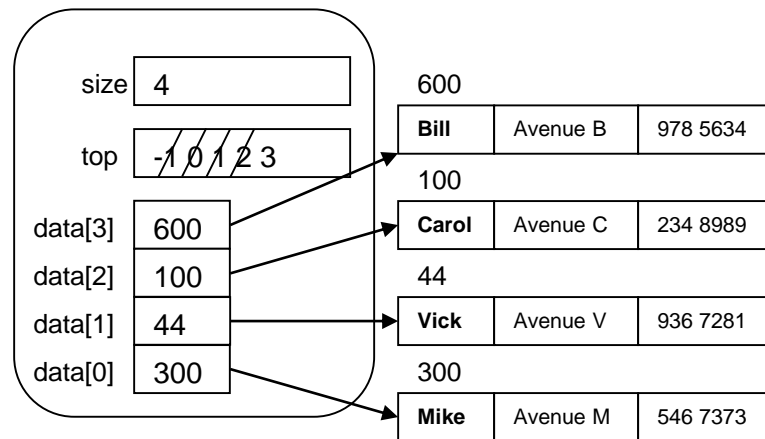 size 4
top -1 0 1 2 3
data[3] 600
data[2] 100
data[1] 44
data[0] 300
600
Bill Avenue B 978 5634
100
Carol Avenue C 234 8989
44
Vick Avenue V 936 7281
300
Mike Avenue M 546 7373